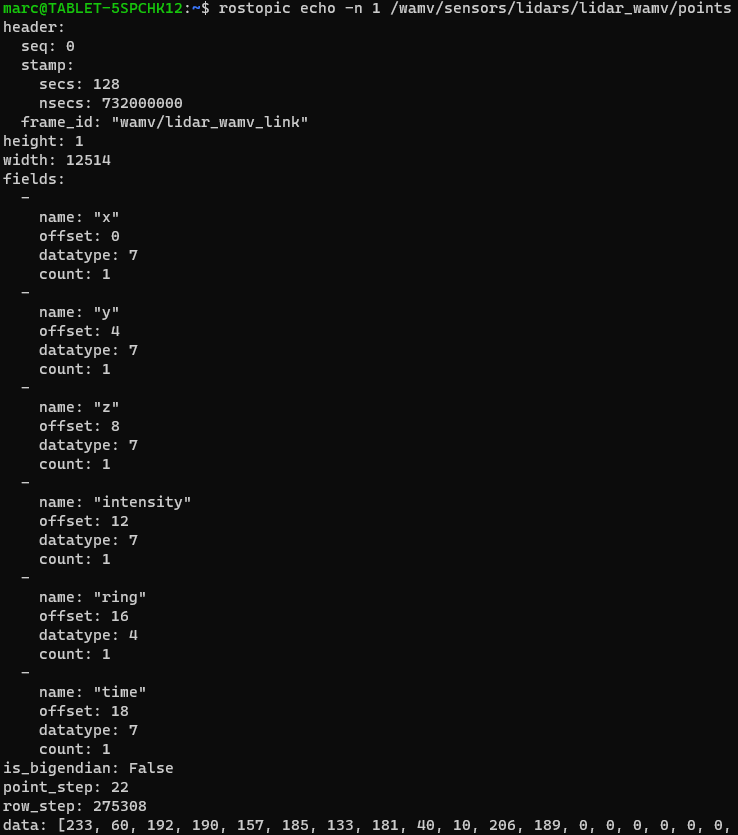 marc@TABLET-5SPCHK12:~$ rostopic echo -n 1 /wamv/sensors/lidars/lidar_wamv/points
header:
  seq: 0
  stamp:
    secs: 128
    nsecs: 732000000
  frame_id: "wamv/lidar_wamv_link"
height: 1
width: 12514
fields:
  -
    name: "x"
    offset: 0
    datatype: 7
    count: 1
  -
    name: "y"
    offset: 4
    datatype: 7
    count: 1
  -
    name: "z"
    offset: 8
    datatype: 7
    count: 1
  -
    name: "intensity"
    offset: 12
    datatype: 7
    count: 1
  -
    name: "ring"
    offset: 16
    datatype: 4
    count: 1
  -
    name: "time"
    offset: 18
    datatype: 7
    count: 1
is_bigendian: False
point_step: 22
row_step: 275308
data: [233, 60, 192, 190, 157, 185, 133, 181, 40, 10, 206, 189, 0, 0, 0, 0, 0, 0,